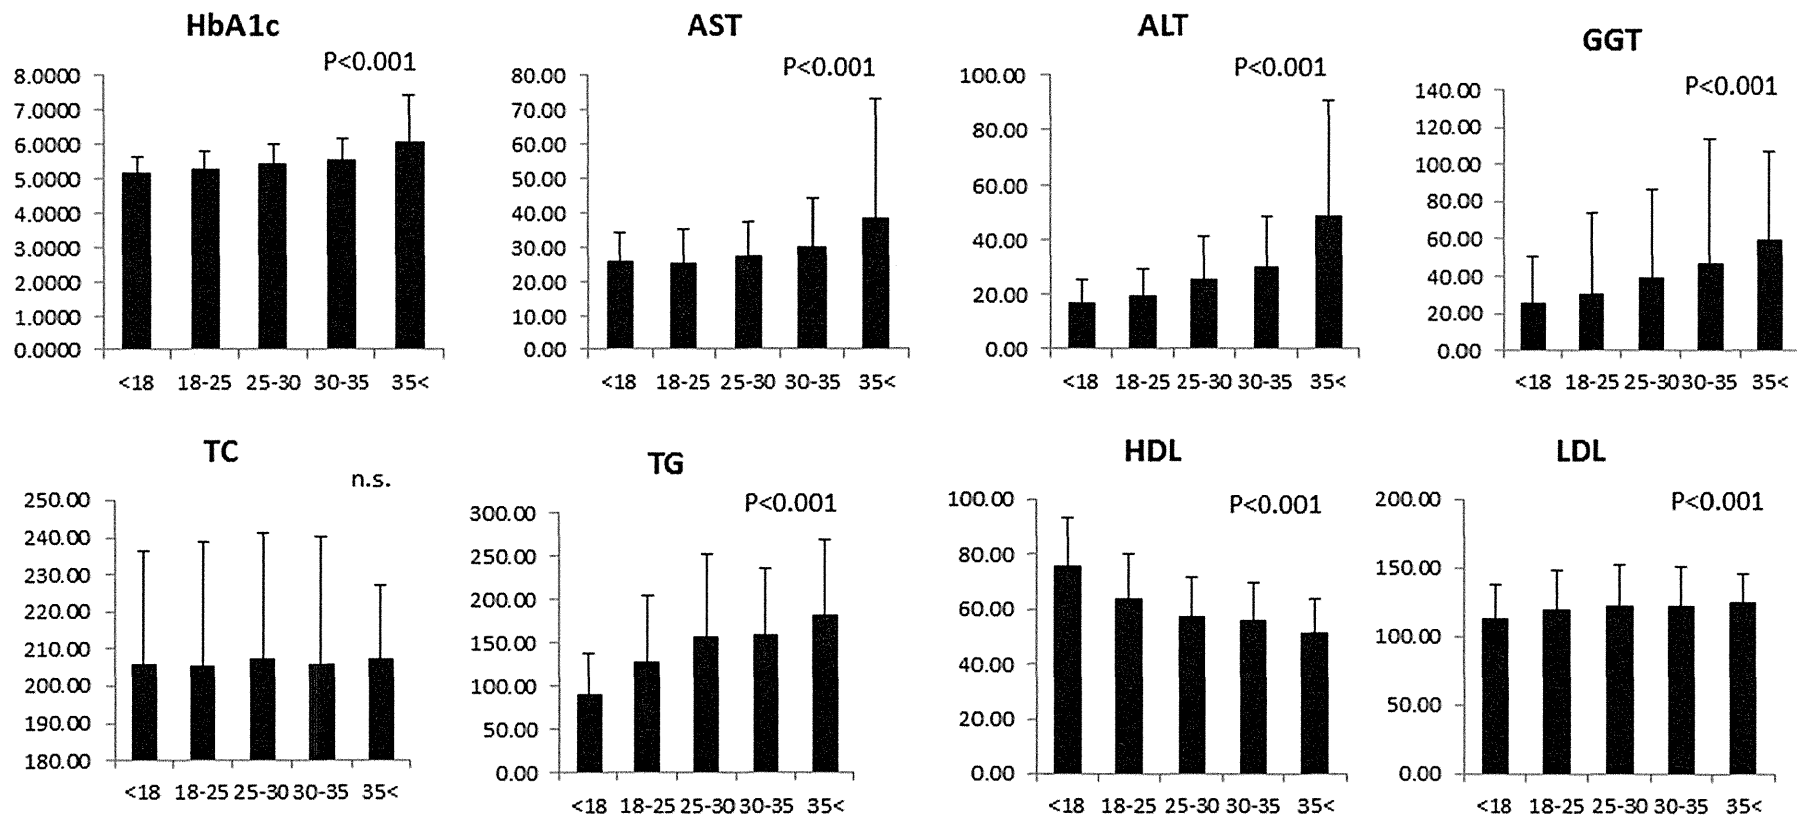 HbA1c
P<0.001
8.0000
7.0000
6.0000
5.0000
4.0000
3.0000
2.0000
1.0000
0.0000
<18 18-25 25-30 30-35 35<
AST
P<0.001
80.00
70.00
60.00
50.00
40.00
30.00
20.00
10.00
0.00
<18 18-25 25-30 30-35 35<
ALT
P<0.001
100.00
80.00
60.00
40.00
20.00
0.00
<18 18-25 25-30 30-35 35<
GGT
P<0.001
140.00
120.00
100.00
80.00
60.00
40.00
20.00
0.00
<18 18-25 25-30 30-35 35<
TC
n.s.
250.00
240.00
230.00
220.00
210.00
200.00
190.00
180.00
<18 18-25 25-30 30-35 35<
TG
P<0.001
300.00
250.00
200.00
150.00
100.00
50.00
0.00
<18 18-25 25-30 30-35 35<
HDL
P<0.001
100.00
80.00
60.00
40.00
20.00
0.00
<18 18-25 25-30 30-35 35<
LDL
P<0.001
200.00
150.00
100.00
50.00
0.00
<18 18-25 25-30 30-35 35<